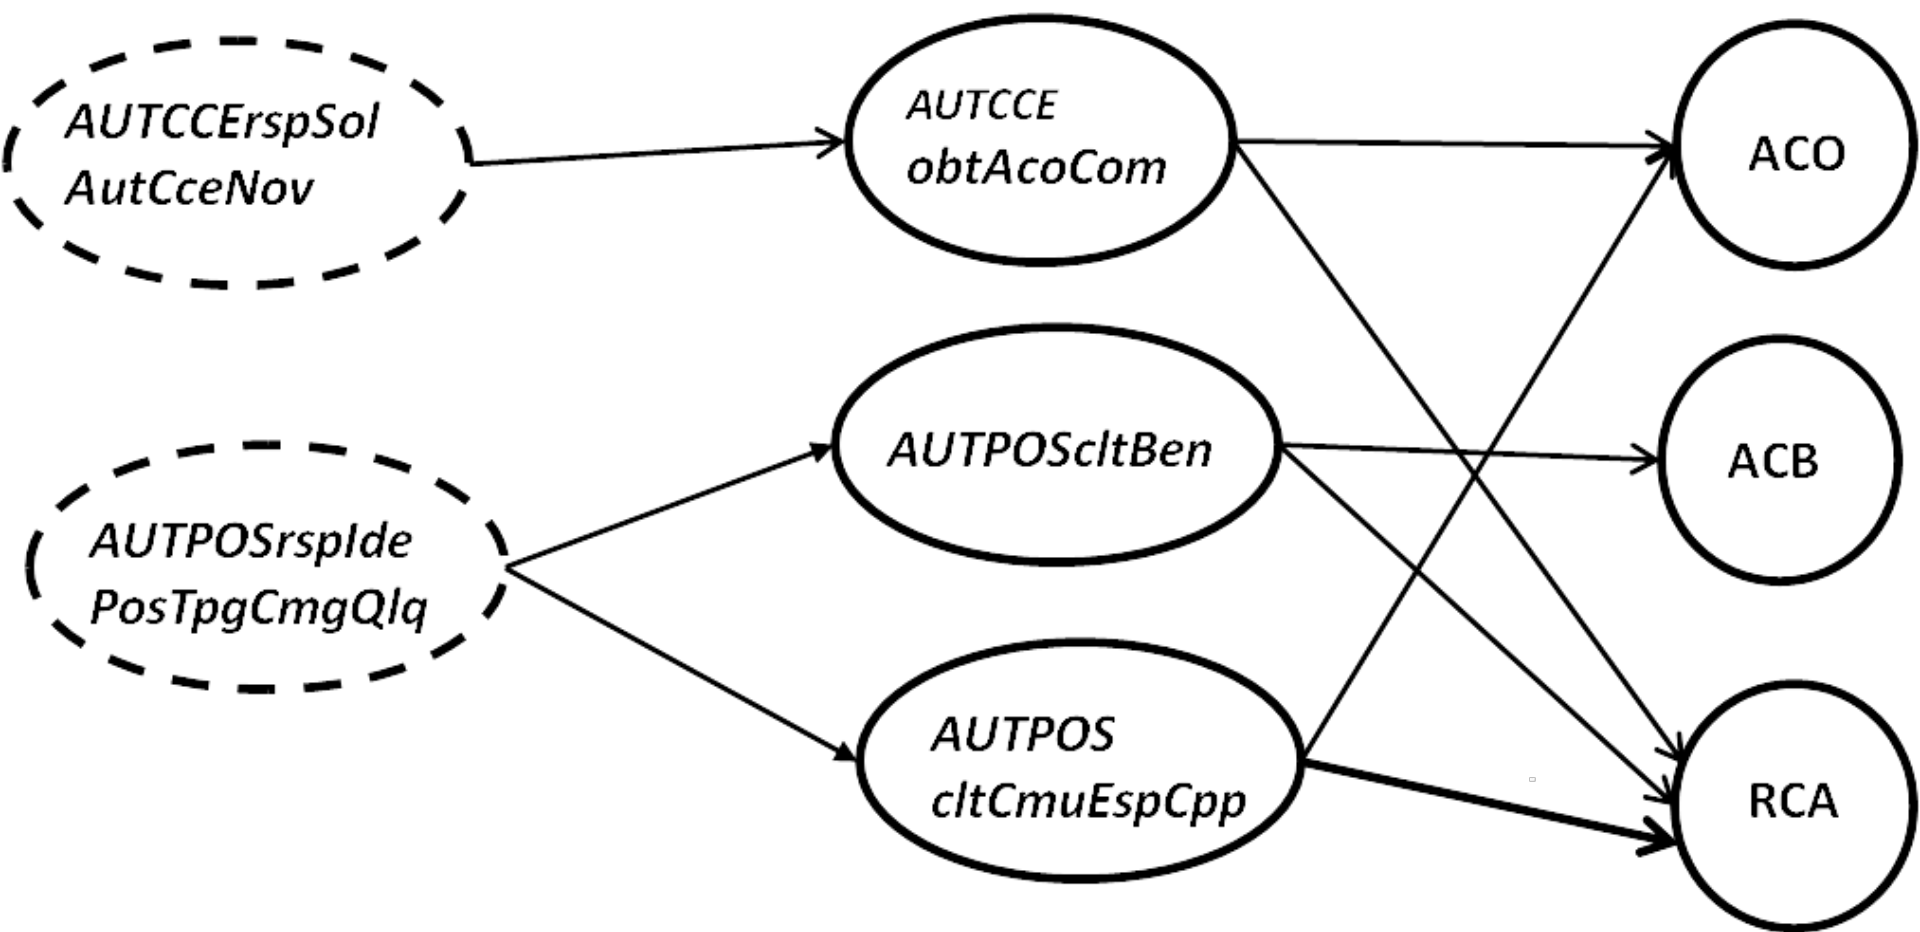 AUTCCErspSol
AutCceNov
AUTCCE
obtAcoCom
ACO
AUTPOScltBen
ACB
AUTPOSrspIde
PosTpgCmgQlq
AUTPOS
cltCmuEspCpp
RCA